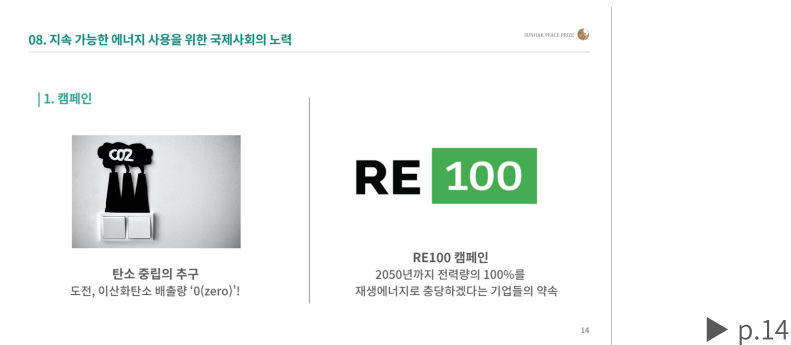 08. 지속 가능한 에너지 사용을 위한 국제사회의 노력
SUNHAK PEACE PRIZE
| 1. 캠페인
CO2
탄소 중립의 추구
도전, 이산화탄소 배출량 ‘0(zero)’!
RE 100
RE100 캠페인
2050년까지 전력량의 100%를
재생에너지로 충당하겠다는 기업들의 약속
14
▶ p.14